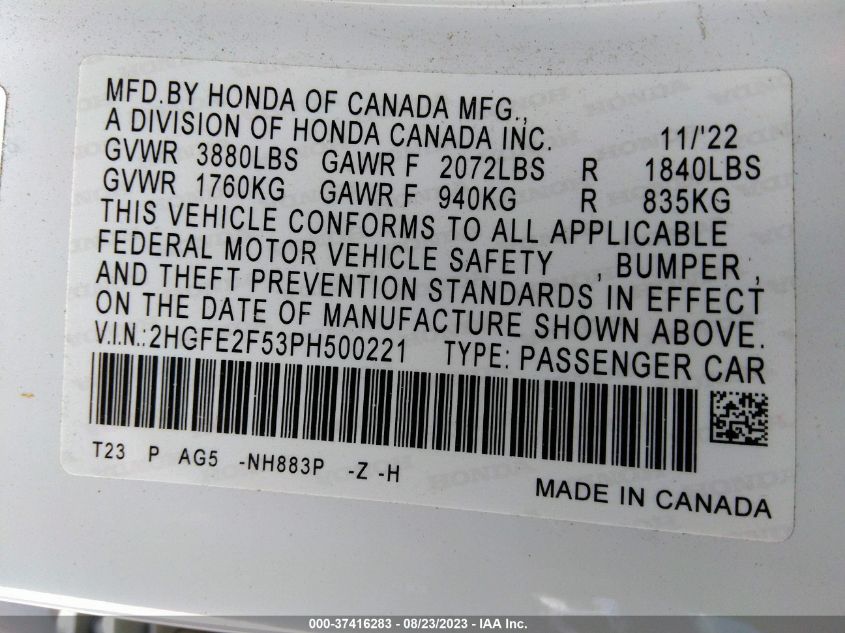 MFD.BY HONDA OF CANADA MFG.,
A DIVISION OF HONDA CANADA INC. 11/'22
GVWR 3880LBS GAWR F 2072LBS R 1840LBS
GVWR 1760KG GAWR F 940KG R 835KG
THIS VEHICLE CONFORMS TO ALL APPLICABLE
FEDERAL MOTOR VEHICLE SAFETY , BUMPER ,
AND THEFT PREVENTION STANDARDS IN EFFECT
ON THE DATE OF MANUFACTURE SHOWN ABOVE.
V.I.N.:2HGFE2F53PH500221 TYPE: PASSENGER CAR
T23 P AG5 -NH883P -Z -H
MADE IN CANADA
000-37416283 - 08/23/2023 - IAA Inc.